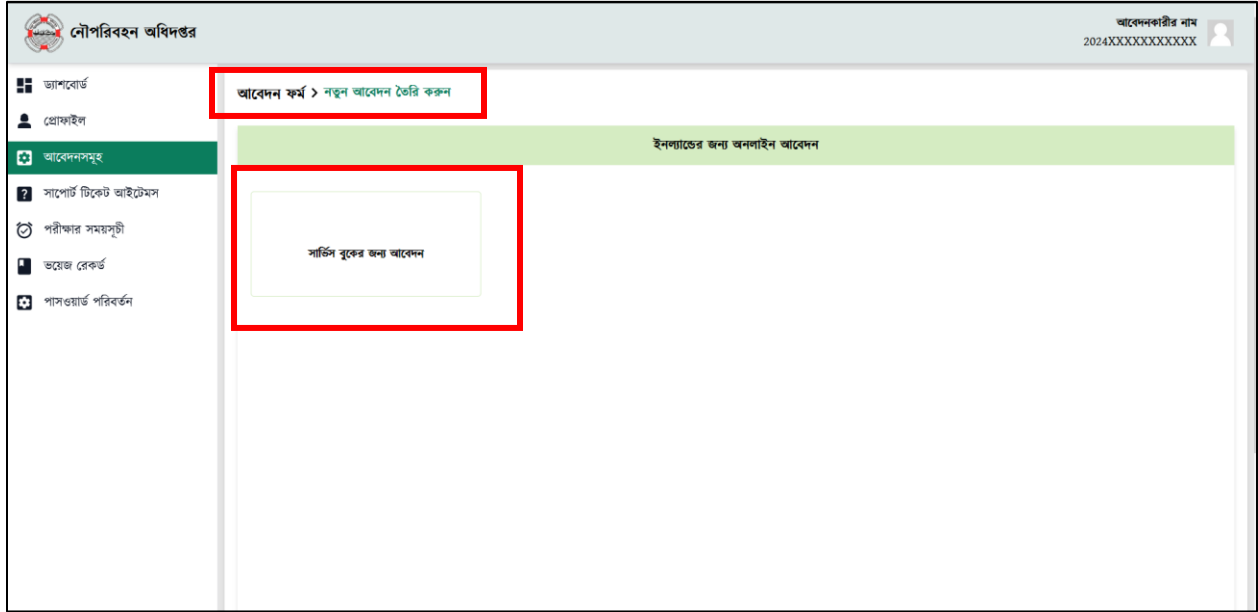 নৌপরিবহন অধিদপ্তর
আবেদনকারীর নাম
2024XXXXXXXXXXX
ড্যাশবোর্ড
প্রোফাইল
আবেদনসমূহ
সাপোর্ট টিকেট আইটেমস
পরীক্ষার সময়সূচী
ভয়েজ রেকর্ড
পাসওয়ার্ড পরিবর্তন
আবেদন ফর্ম > নতুন আবেদন তৈরি করুন
ইনল্যান্ডের জন্য অনলাইন আবেদন
সার্ভিস বুকের জন্য আবেদন